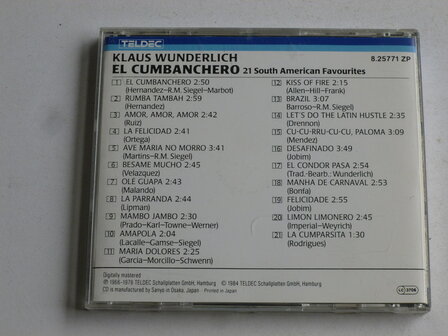 TELDEC
KLAUS WUNDERLICH 8.25771 ZP
EL CUMBANCHERO 21 South American Favourites
1 EL CUMBANCHERO 2:50
(Hernandez–R.M. Siegel–Marbot)
2 RUMBA TAMBAH 2:59
(Hernandez)
3 AMOR, AMOR, AMOR 2:42
(Ruiz)
4 LA FELICIDAD 2:41
(Ortega)
5 AVE MARIA NO MORRO 3:41
(Martins–R.M. Siegel)
6 BESAME MUCHO 2:45
(Velazquez)
7 OLÉ GUAPA 2:43
(Malando)
8 LA PARRANDA 2:44
(Lipman)
9 MAMBO JAMBO 2:30
(Prado–Karl–Towne–Werner)
10 AMAPOLA 2:04
(Lacalle–Gamse–Siegel)
11 MARIA DOLORES 2:25
(Garcia–Morcillo–Schwenn)
12 KISS OF FIRE 2:15
(Allen–Hill–Frank)
13 BRAZIL 3:07
(Barroso–R.M. Siegel)
14 LET'S DO THE LATIN HUSTLE 2:35
(Drennon)
15 CU-CU-RRU-CU-CU, PALOMA 3:09
(Mendez)
16 DESAFINADO 3:49
(Jobim)
17 EL CONDOR PASA 2:54
(Trad.-Bearb.: Wunderlich)
18 MANHA DE CARNAVAL 2:53
(Bonfa)
19 FELICIDADE 2:55
(Jobim)
20 LIMON LIMONERO 2:45
(Imperial–Weyrich)
21 LA CUMPARSITA 1:30
(Rodrigues)
Digitally mastered
℗ 1966–1979 TELDEC Schallplatten GmbH, Hamburg © 1984 TELDEC Schallplatten GmbH, Hamburg
CD is manufactured by Sanyo in Osaka, Japan Printed in Japan
LC 3706